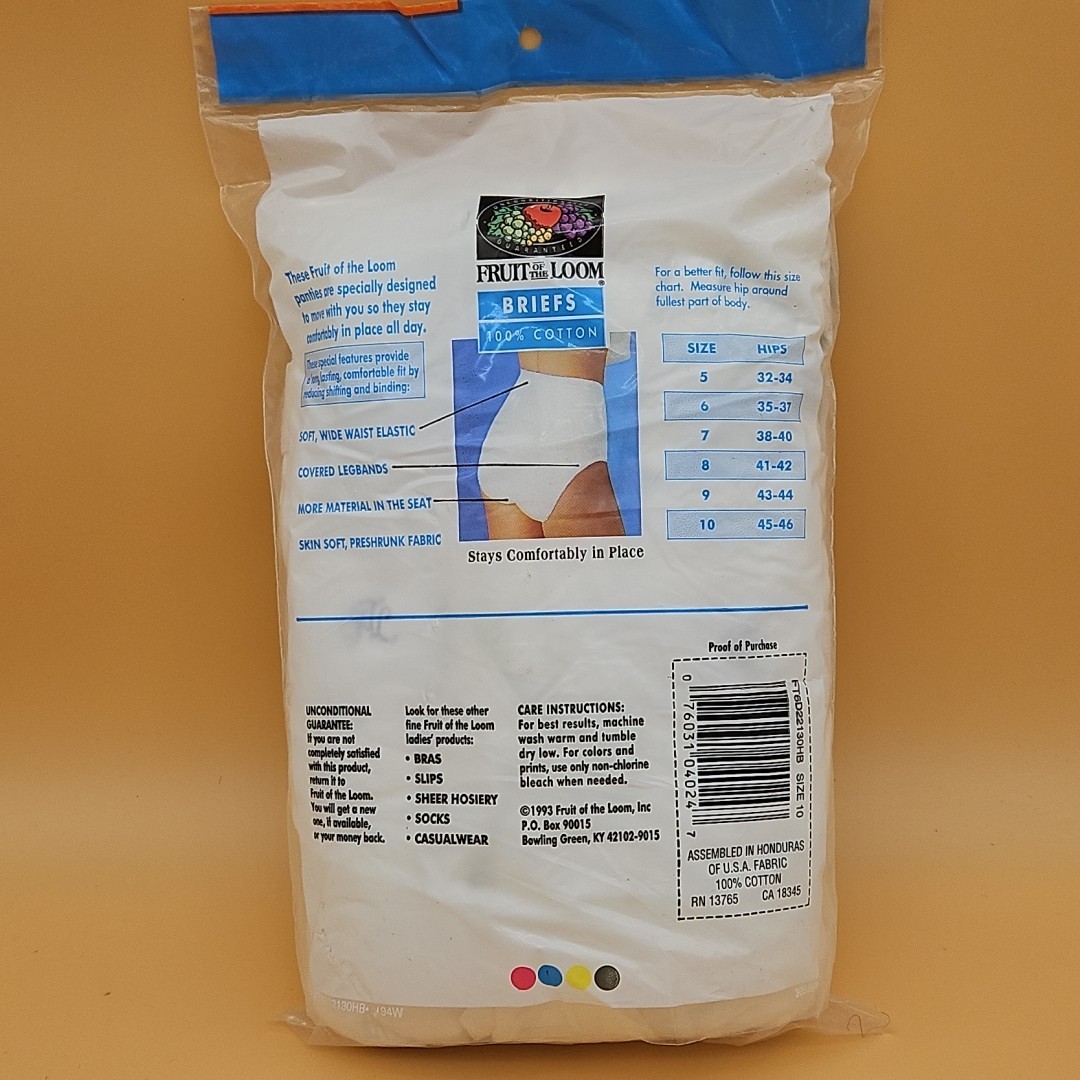 GUARANTEED
FRUIT OF THE LOOM®
BRIEFS
100% COTTON
These Fruit of the Loom
panties are specially designed
to move with you so they stay
comfortably in place all day.
These special features provide
a long lasting, comfortable fit by
reducing shifting and binding:
SOFT, WIDE WAIST ELASTIC
COVERED LEGBANDS
MORE MATERIAL IN THE SEAT
SKIN SOFT, PRESHRUNK FABRIC
Stays Comfortably in Place
For a better fit, follow this size
chart. Measure hip around
fullest part of body.
SIZE HIPS
5 32-34
6 35-37
7 38-40
8 41-42
9 43-44
10 45-46
UNCONDITIONAL
GUARANTEE:
If you are not
completely satisfied
with this product,
return it to
Fruit of the Loom.
You will get a new
one, if available,
or your money back.
Look for these other
fine Fruit of the Loom
ladies' products:
• BRAS
• SLIPS
• SHEER HOSIERY
• SOCKS
• CASUALWEAR
CARE INSTRUCTIONS:
For best results, machine
wash warm and tumble
dry low. For colors and
prints, use only non-chlorine
bleach when needed.
©1993 Fruit of the Loom, Inc
P.O. Box 90015
Bowling Green, KY 42102-9015
Proof of Purchase
0 76031 04024 7
FT6D22130HB SIZE 10
ASSEMBLED IN HONDURAS
OF U.S.A. FABRIC
100% COTTON
RN 13765 CA 18345